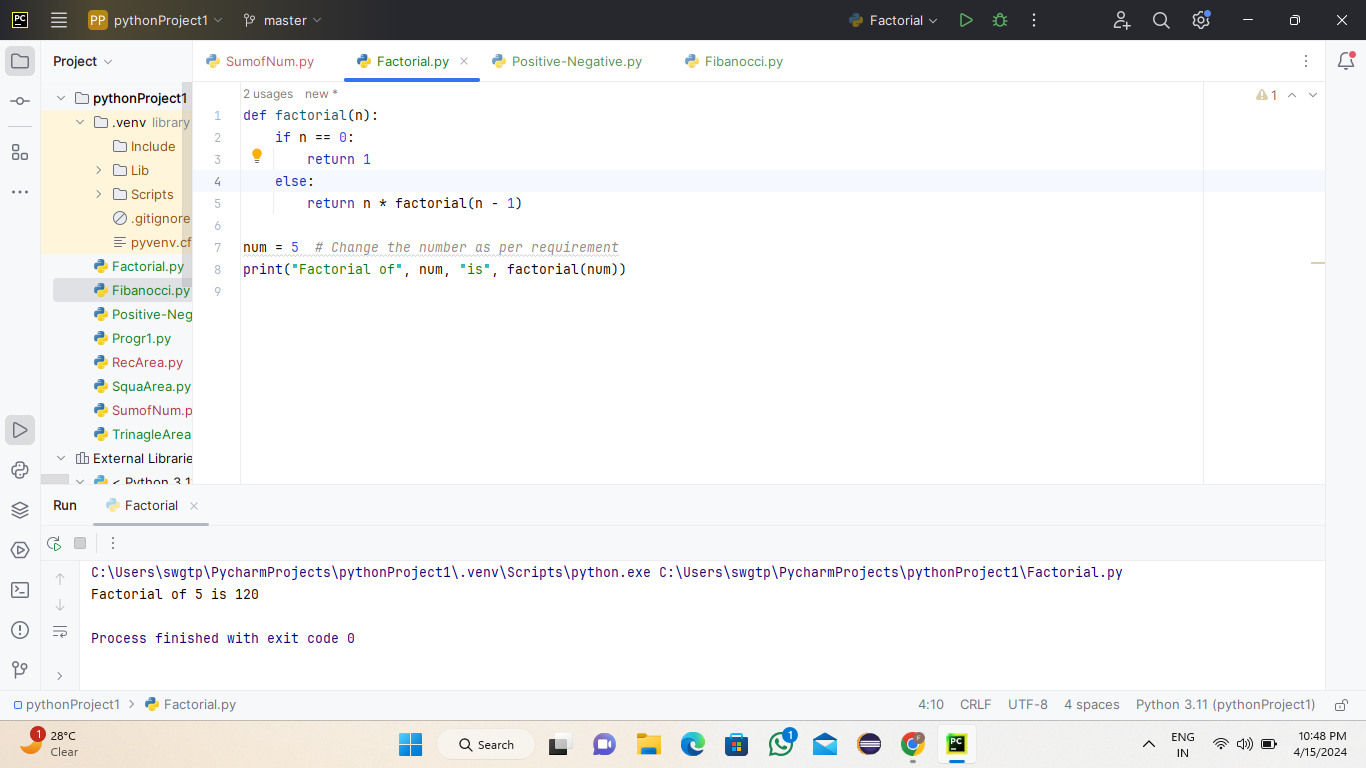 PC PP pythonProject1 master Factorial
Project SumofNum.py Factorial.py Positive-Negative.py Fibanocci.py
pythonProject1
.venv library
Include
Lib
Scripts
.gitignore
pyvenv.cf
Factorial.py
Fibanocci.py
Positive-Neg
Progr1.py
RecArea.py
SquaArea.py
SumofNum.p
TrinagleArea
External Librarie
< Python 3.1
2 usages new *
1
1 def factorial(n):
2 if n == 0:
3 return 1
4 else:
5 return n * factorial(n - 1)
6
7 num = 5 # Change the number as per requirement
8 print("Factorial of", num, "is", factorial(num))
9
Run Factorial
C:\Users\swgtp\PycharmProjects\pythonProject1\.venv\Scripts\python.exe C:\Users\swgtp\PycharmProjects\pythonProject1\Factorial.py
Factorial of 5 is 120
Process finished with exit code 0
pythonProject1 > Factorial.py 4:10 CRLF UTF-8 4 spaces Python 3.11 (pythonProject1)
1
28°C
Clear
Search
1
PC
ENG
IN
10:48 PM
4/15/2024